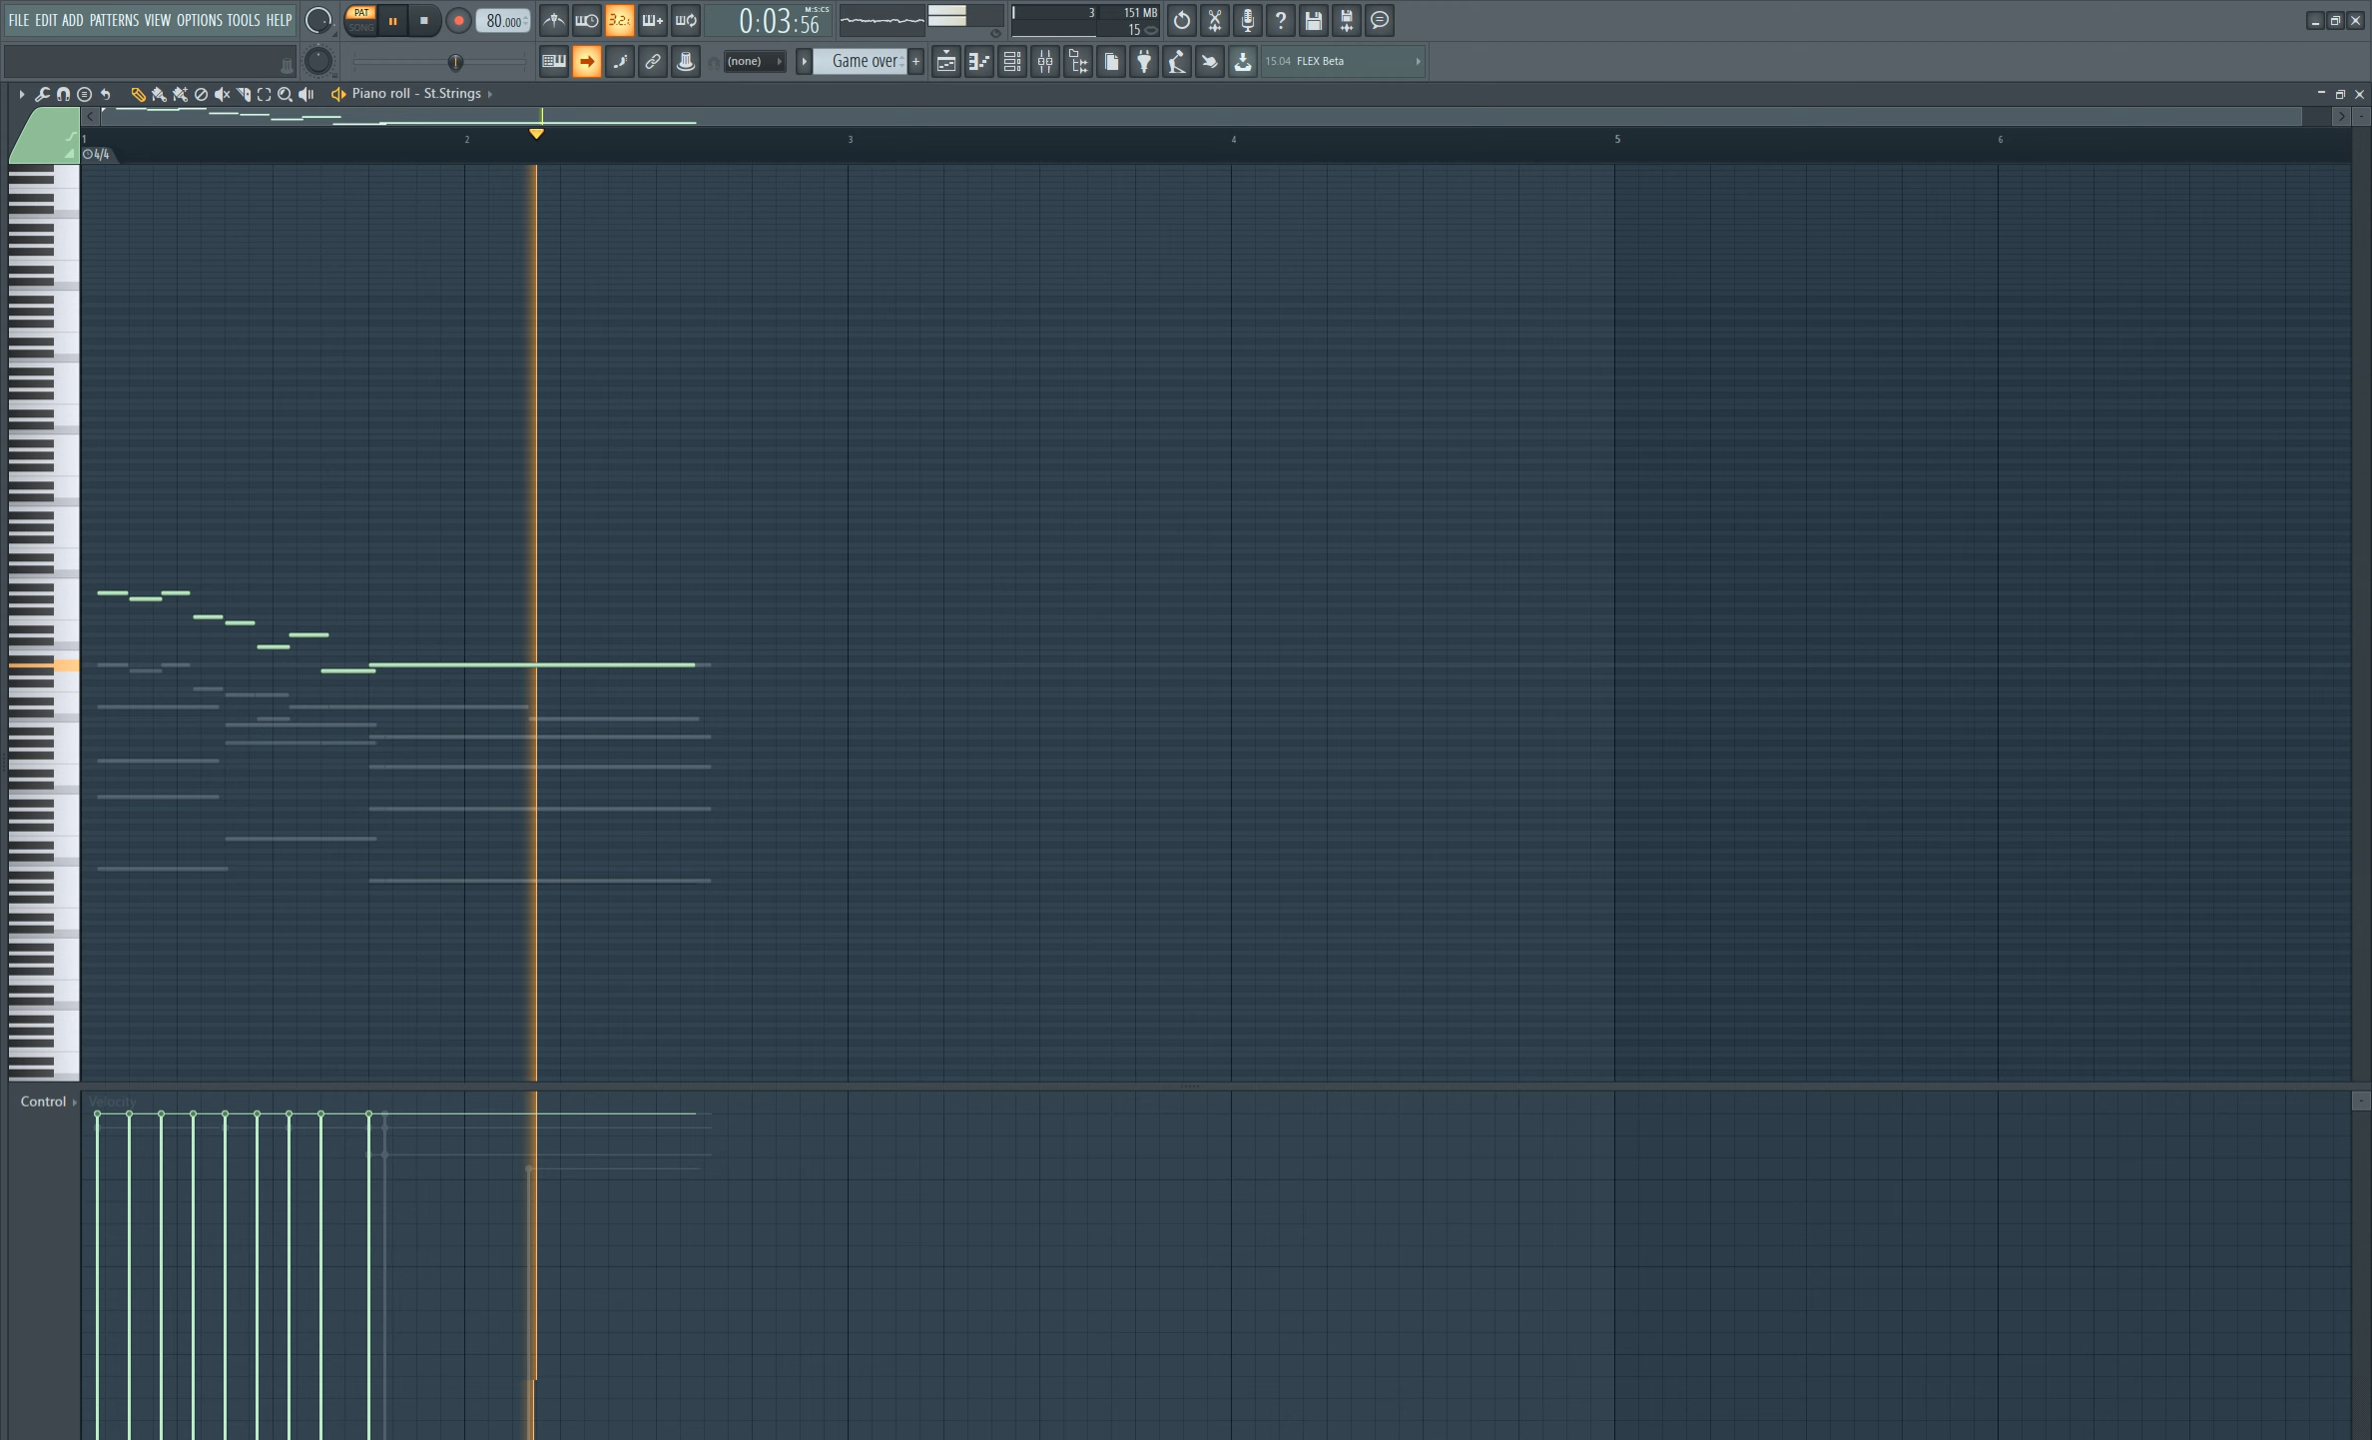 FILE EDIT ADD PATTERNS VIEW OPTIONS TOOLS HELP
PAT
SONG
80.000
3.2.
0:03:56
M:S:CS
3
151 MB
15
(none)
Game over
15.04 FLEX Beta
Piano roll - St.Strings
1 2 3 4 5 6
4/4
Control
Velocity